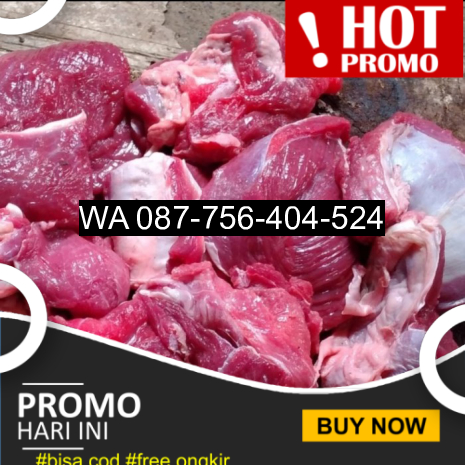 ! HOT
PROMO
WA 087-756-404-524
PROMO
HARI INI
BUY NOW
#bisa cod #free ongkir